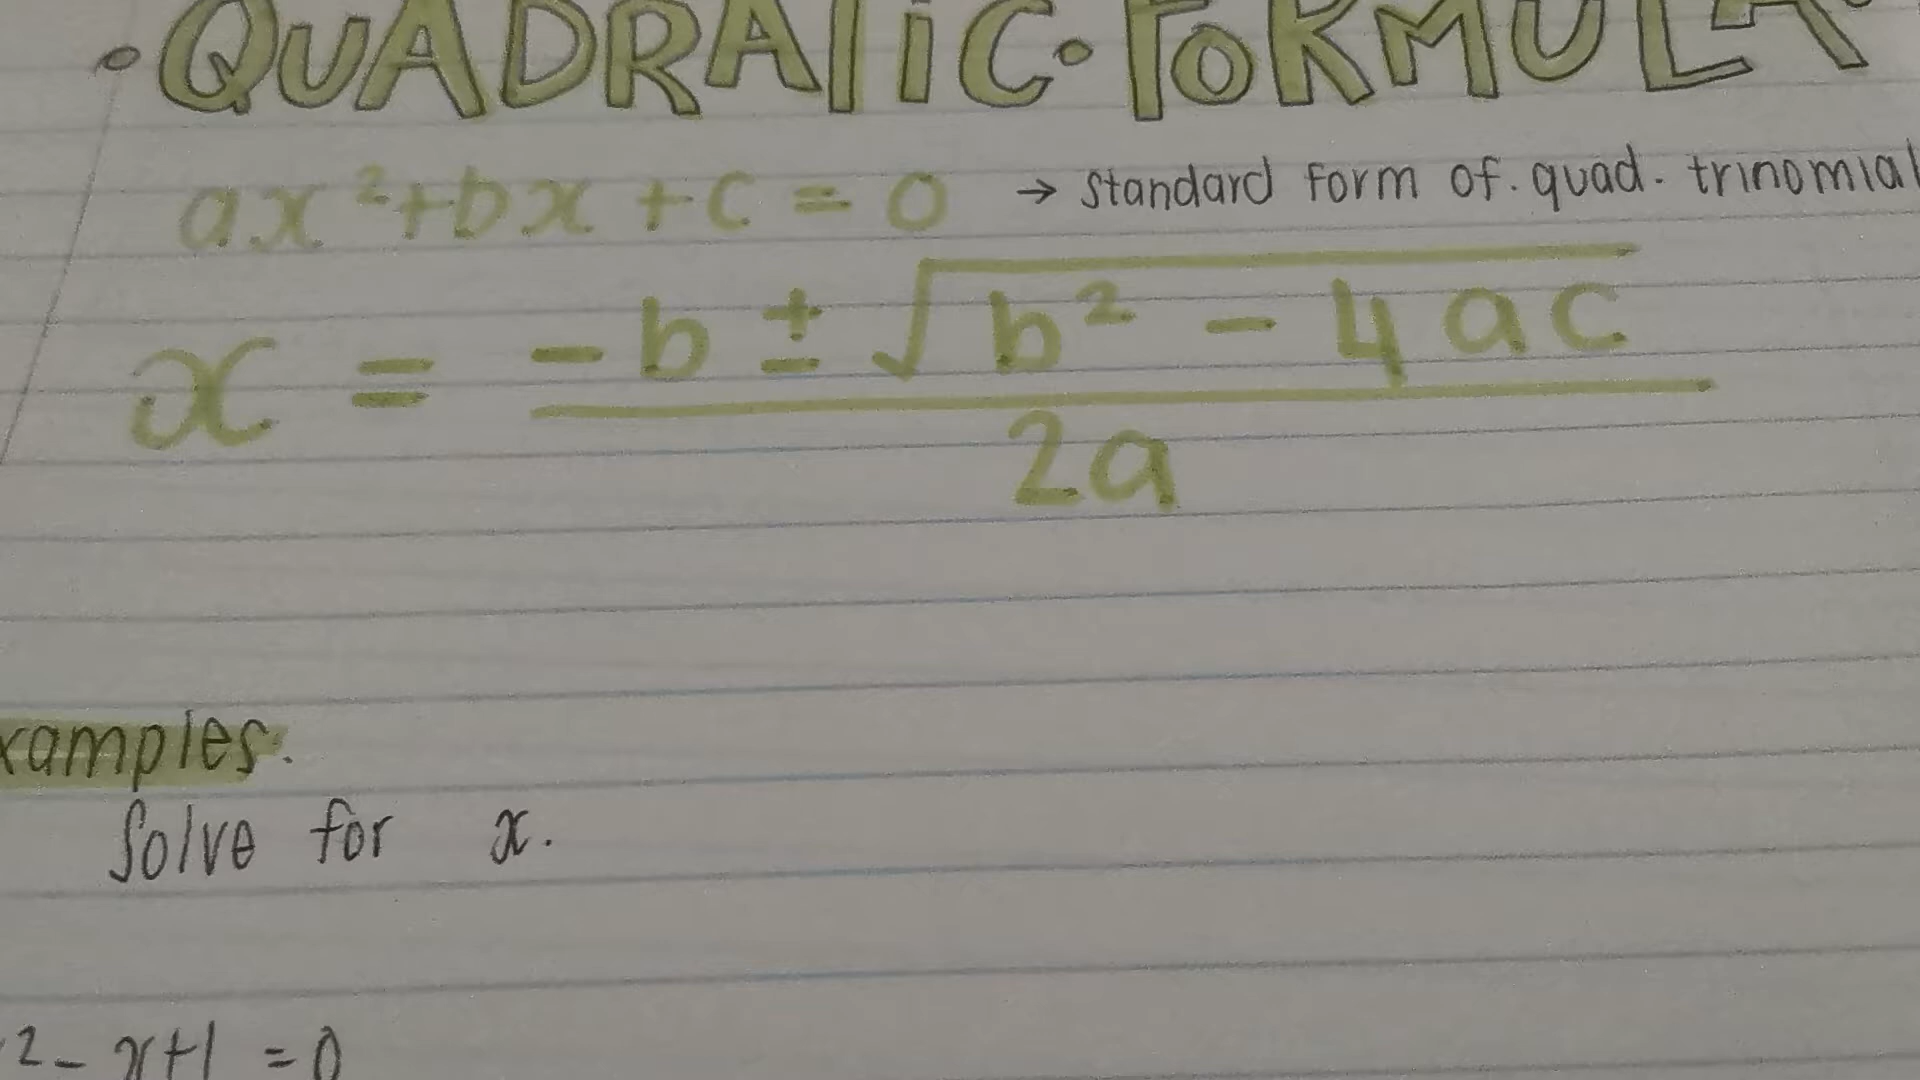 • QUADRATIC • FORMULA •
ax² + bx + c = 0 → Standard form of. quad. trinomial
x = -b ± √b² - 4ac
2a
xamples.
Solve for x.
² - x + 1 = 0